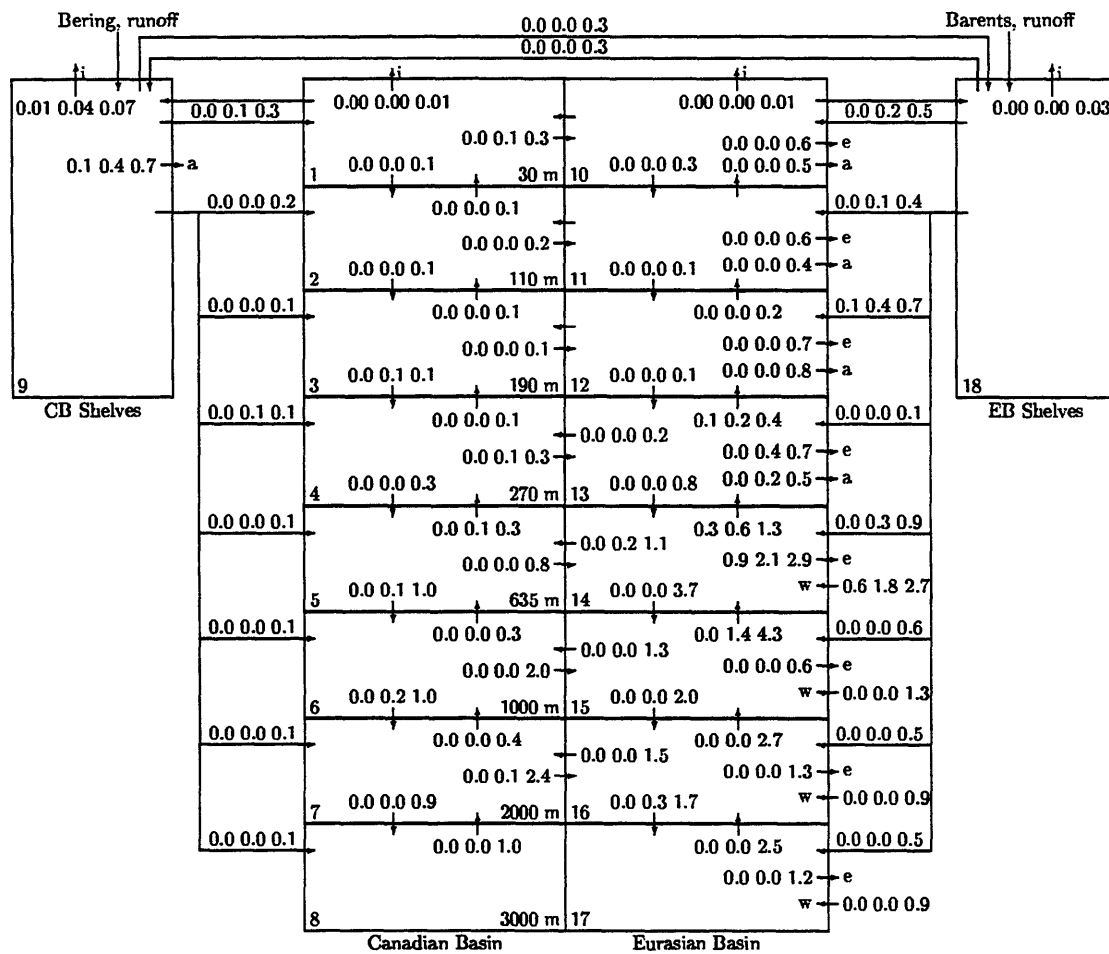 Bering, runoff 0.0 0.0 0.3 Barents, runoff
0.0 0.0 0.3
i i i i
0.01 0.04 0.07 0.0 0.1 0.3 0.00 0.00 0.01 0.00 0.00 0.01 0.0 0.2 0.5 0.00 0.00 0.03
0.0 0.1 0.3 0.0 0.0 0.6 e
0.1 0.4 0.7 a 0.0 0.0 0.1 0.0 0.0 0.3 0.0 0.0 0.5 a
1 30 m 10
0.0 0.0 0.2 0.0 0.0 0.1 0.0 0.1 0.4
0.0 0.0 0.2 0.0 0.0 0.6 e
0.0 0.0 0.1 0.0 0.0 0.1 0.0 0.0 0.4 a
2 110 m 11
0.0 0.0 0.1 0.0 0.0 0.1 0.0 0.0 0.2 0.1 0.4 0.7
0.0 0.0 0.1 0.0 0.0 0.7 e
0.0 0.1 0.1 0.0 0.0 0.1 0.0 0.0 0.8 a
9 3 190 m 12 18
CB Shelves EB Shelves
0.0 0.1 0.1 0.0 0.0 0.1 0.1 0.2 0.4 0.0 0.0 0.1
0.0 0.0 0.2
0.0 0.1 0.3 0.0 0.4 0.7 e
0.0 0.0 0.3 0.0 0.0 0.8 0.0 0.2 0.5 a
4 270 m 13
0.0 0.0 0.1 0.0 0.1 0.3 0.3 0.6 1.3 0.0 0.3 0.9
0.0 0.2 1.1
0.0 0.0 0.8 0.9 2.1 2.9 e
0.0 0.1 1.0 0.0 0.0 3.7 w 0.6 1.8 2.7
5 635 m 14
0.0 0.0 0.1 0.0 0.0 0.3 0.0 1.4 4.3 0.0 0.0 0.6
0.0 0.0 1.3
0.0 0.0 2.0 0.0 0.0 0.6 e
0.0 0.2 1.0 0.0 0.0 2.0 w 0.0 0.0 1.3
6 1000 m 15
0.0 0.0 0.1 0.0 0.0 0.4 0.0 0.0 2.7 0.0 0.0 0.5
0.0 0.0 1.5
0.0 0.1 2.4 0.0 0.0 1.3 e
0.0 0.0 0.9 0.0 0.3 1.7 w 0.0 0.0 0.9
7 2000 m 16
0.0 0.0 0.1 0.0 0.0 1.0 0.0 0.0 2.5 0.0 0.0 0.5
0.0 0.0 1.2 e
w 0.0 0.0 0.9
8 3000 m 17
Canadian Basin Eurasian Basin